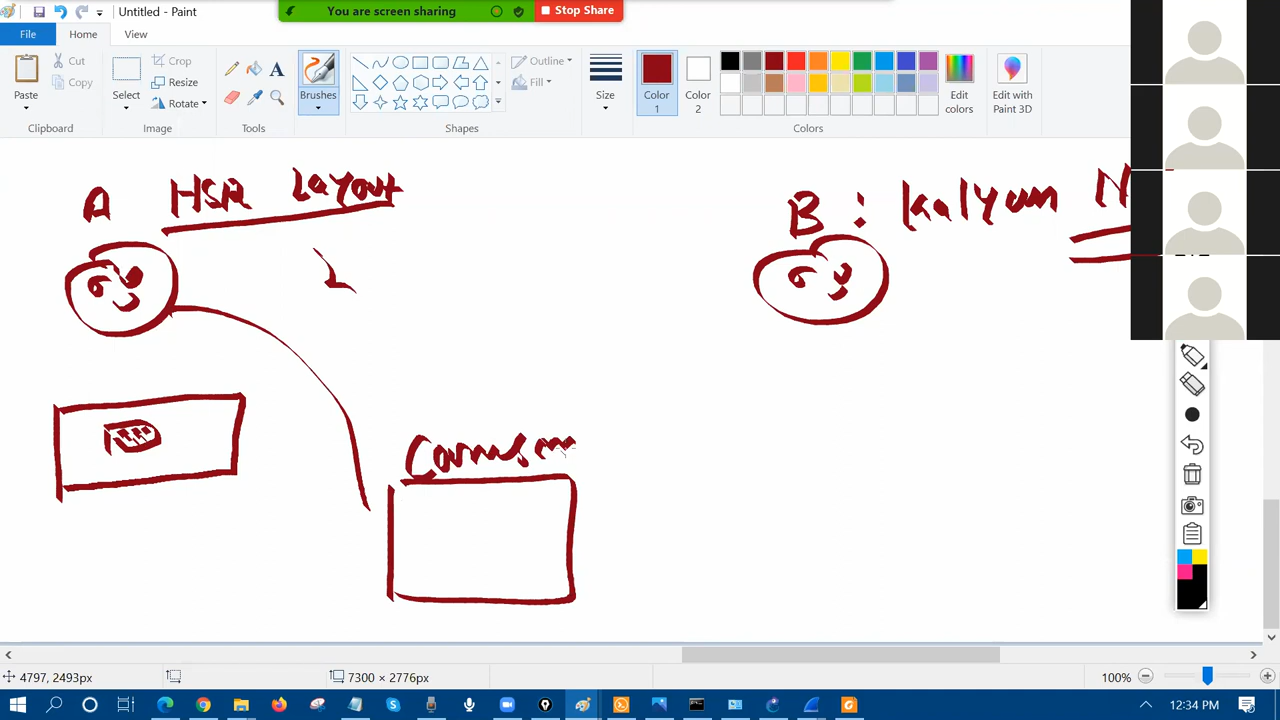 Untitled - Paint
You are screen sharing
Stop Share
File
Home
View
Paste
Cut
Copy
Select
Crop
Resize
Rotate
Brushes
Outline
Fill
Size
Color 1
Color 2
Edit colors
Edit with Paint 3D
Clipboard
Image
Tools
Shapes
Colors
A HSR Layout
B : kalyan N
4797, 2493px
7300 × 2776px
100%
12:34 PM